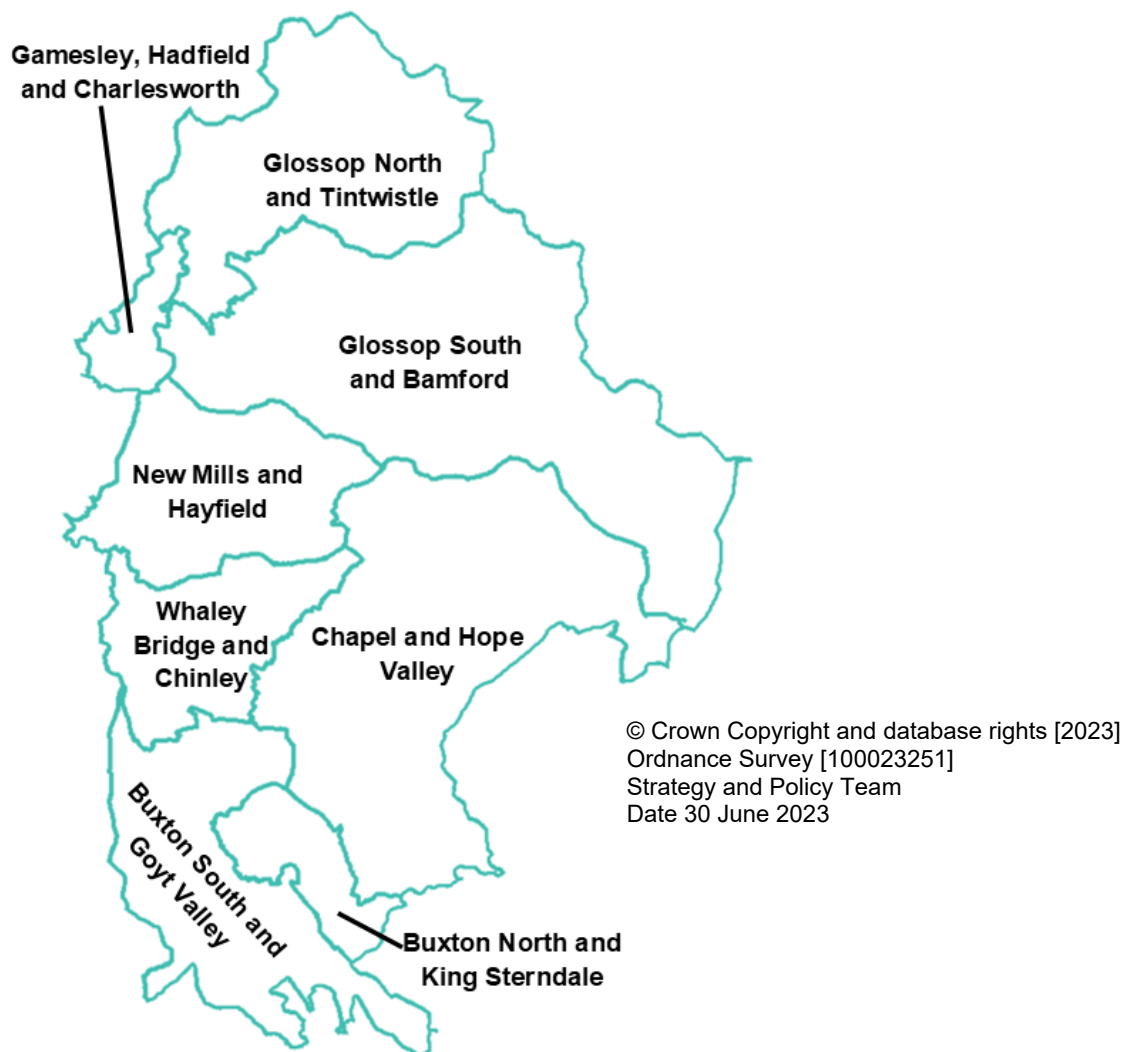 Gamesley, Hadfield
and Charlesworth
Glossop North
and Tintwistle
Glossop South
and Bamford
New Mills and
Hayfield
Whaley
Bridge and
Chinley
Chapel and Hope
Valley
© Crown Copyright and database rights [2023]
Ordnance Survey [100023251]
Strategy and Policy Team
Date 30 June 2023
Buxton South and
Goyt Valley
Buxton North and
King Sterndale